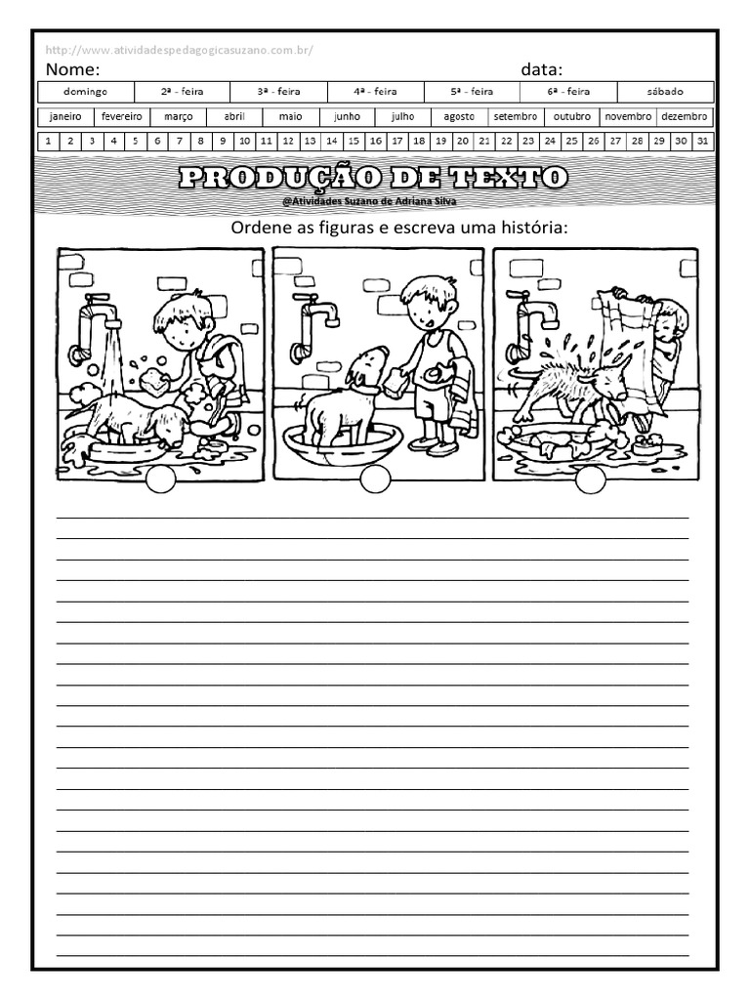 http://www.atividadespedagogicasuzano.com.br/
Nome: data:
domingo 2ª - feira 3ª - feira 4ª - feira 5ª - feira 6ª - feira sábado
janeiro fevereiro março abril maio junho julho agosto setembro outubro novembro dezembro
1 2 3 4 5 6 7 8 9 10 11 12 13 14 15 16 17 18 19 20 21 22 23 24 25 26 27 28 29 30 31
PRODUÇÃO DE TEXTO
@Atividades Suzano de Adriana Silva
Ordene as figuras e escreva uma história: